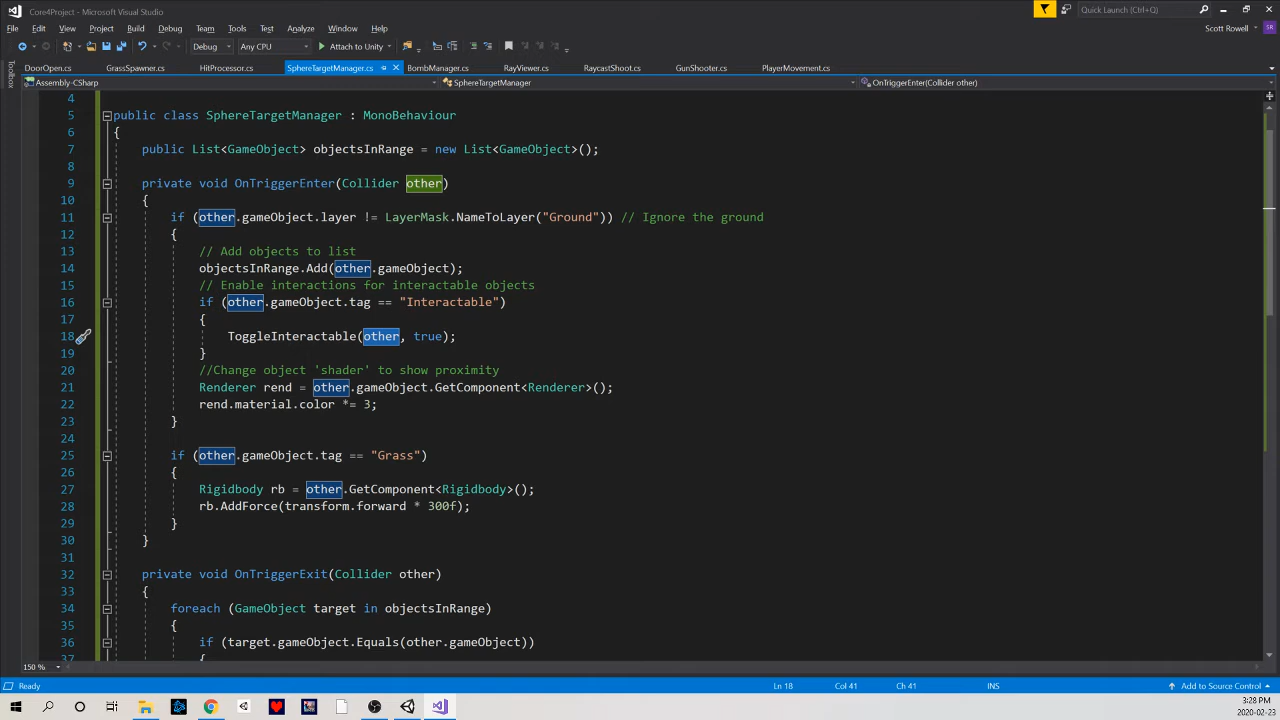 Core4Project - Microsoft Visual Studio
Quick Launch (Ctrl+Q)
File Edit View Project Build Debug Team Tools Test Analyze Window Help
Scott Rowell
SR
Debug Any CPU Attach to Unity
Toolbox
DoorOpen.cs GrassSpawner.cs HitProcessor.cs SphereTargetManager.cs BombManager.cs RayViewer.cs RaycastShoot.cs GunShooter.cs PlayerMovement.cs
Assembly-CSharp SphereTargetManager OnTriggerEnter(Collider other)
4
5 public class SphereTargetManager : MonoBehaviour
6 {
7 public List<GameObject> objectsInRange = new List<GameObject>();
8
9 private void OnTriggerEnter(Collider other)
10 {
11 if (other.gameObject.layer != LayerMask.NameToLayer("Ground")) // Ignore the ground
12 {
13 // Add objects to list
14 objectsInRange.Add(other.gameObject);
15 // Enable interactions for interactable objects
16 if (other.gameObject.tag == "Interactable")
17 {
18 ToggleInteractable(other, true);
19 }
20 //Change object 'shader' to show proximity
21 Renderer rend = other.gameObject.GetComponent<Renderer>();
22 rend.material.color *= 3;
23 }
24
25 if (other.gameObject.tag == "Grass")
26 {
27 Rigidbody rb = other.GetComponent<Rigidbody>();
28 rb.AddForce(transform.forward * 300f);
29 }
30 }
31
32 private void OnTriggerExit(Collider other)
33 {
34 foreach (GameObject target in objectsInRange)
35 {
36 if (target.gameObject.Equals(other.gameObject))
37 {
150 %
Ready Ln 18 Col 41 Ch 41 INS Add to Source Control
3:28 PM
2020-02-23